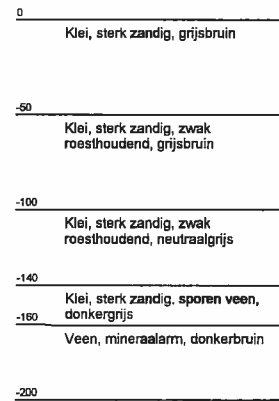 0
Klei, sterk zandig, grijsbruin
-50
Klei, sterk zandig, zwak
roesthoudend, grijsbruin
-100
Klei, sterk zandig, zwak
roesthoudend, neutraalgrijs
-140
Klei, sterk zandig, sporen veen,
donkergrijs
-160
Veen, mineraalarm, donkerbruin
-200